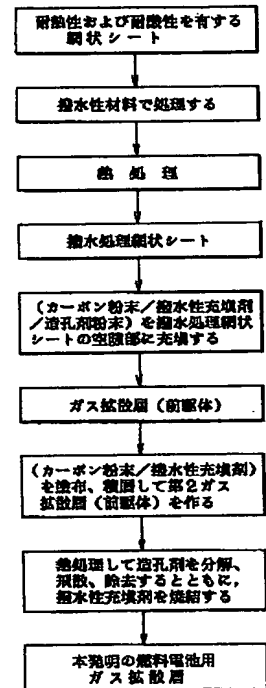 耐熱性および耐酸性を有する
網状シート
撥水性材料で処理する
熱処理
撥水処理網状シート
(カーボン粉末/撥水性充填剤
/造孔剤粉末)を撥水処理網状
シートの空隙部に充填する
ガス拡散層(前駆体)
(カーボン粉末/撥水性充填剤)
を塗布、積層して第2ガス
拡散層(前駆体)を作る
熱処理して造孔剤を分解、
飛散、除去するとともに、
撥水性充填剤を焼結する
本発明の燃料電池用
ガス拡散層